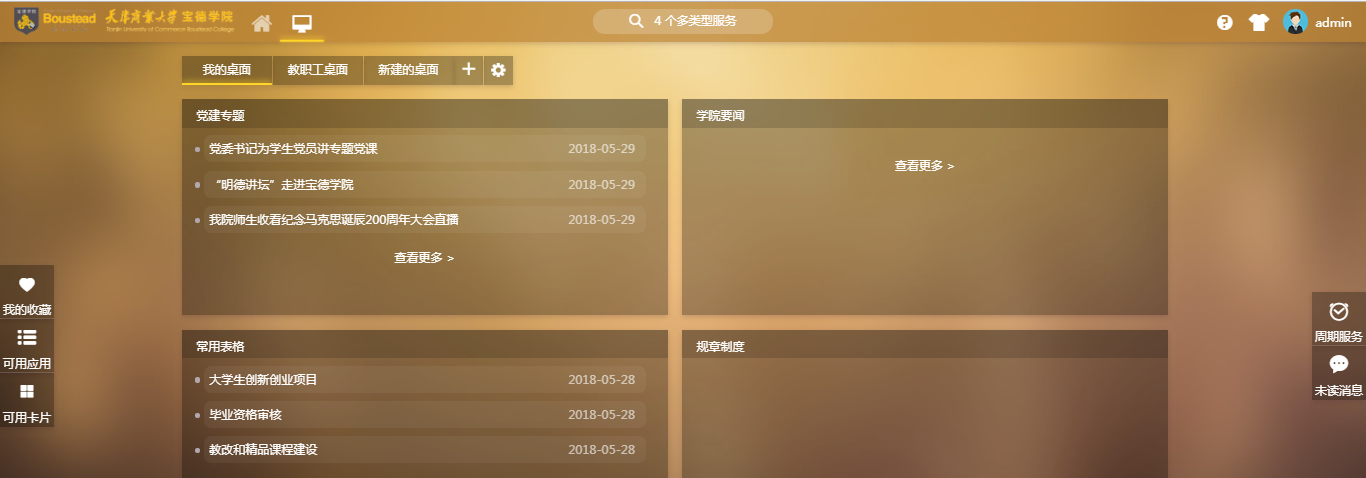 Boustead
天津商业大学 宝德学院
Tianjin University of Commerce Boustead College
4 个多类型服务
admin
我的桌面
教职工桌面
新建的桌面
党建专题
党委书记为学生党员讲专题党课 2018-05-29
“明德讲坛”走进宝德学院 2018-05-29
我院师生收看纪念马克思诞辰200周年大会直播 2018-05-29
查看更多 >
学院要闻
查看更多 >
常用表格
大学生创新创业项目 2018-05-28
毕业资格审核 2018-05-28
教改和精品课程建设 2018-05-28
规章制度
我的收藏
可用应用
可用卡片
周期服务
未读消息